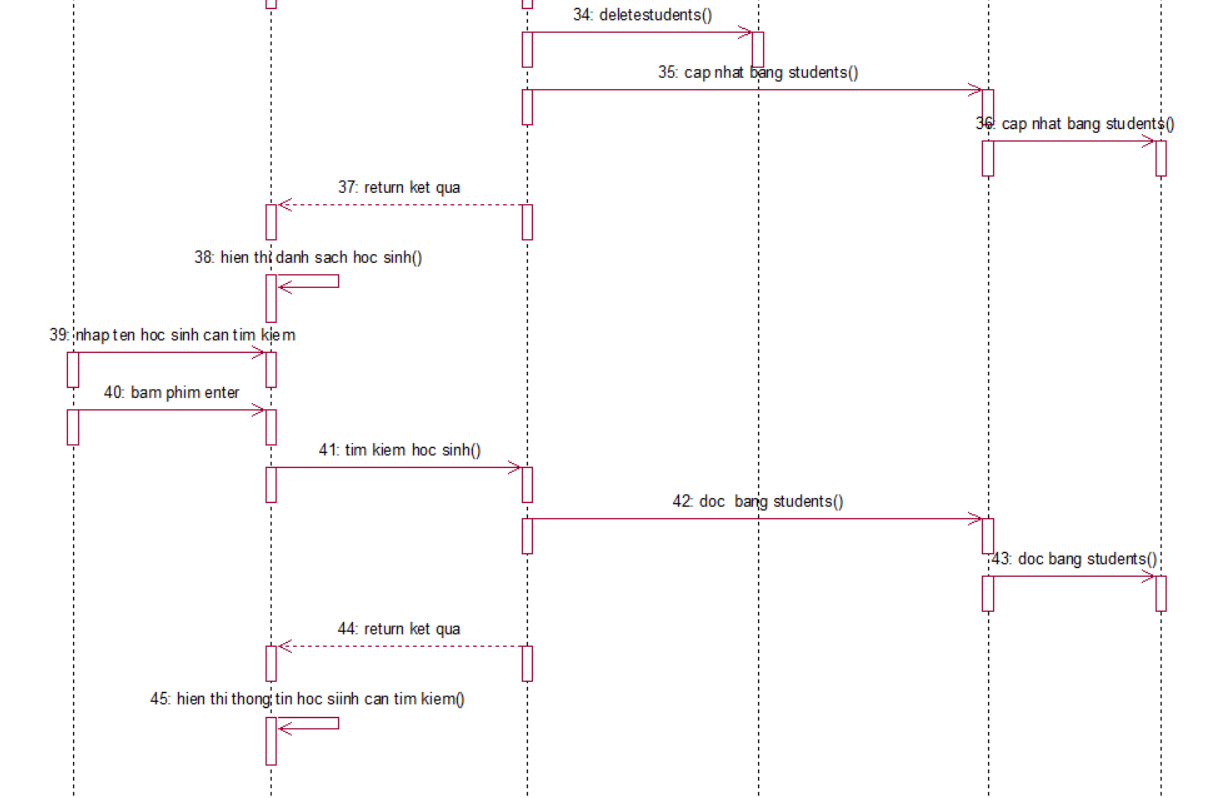 34: deletestudents()
35: cap nhat bang students()
36: cap nhat bang students()
37: return ket qua
38: hien thi danh sach hoc sinh()
39: nhap ten hoc sinh can tim kiem
40: bam phim enter
41: tim kiem hoc sinh()
42: doc  bang students()
43: doc bang students()
44: return ket qua
45: hien thi thong tin hoc siinh can tim kiem()